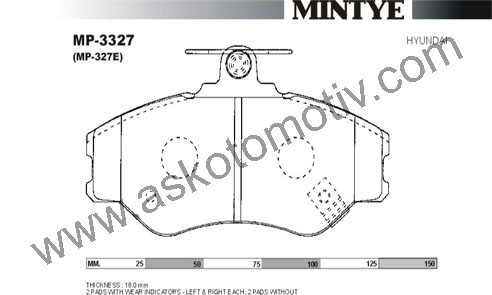 MINTYE
MP-3327
(MP-327E)
HYUNDAI
www.askotomotiv.com
MM. 25 50 75 100 125 150
THICKNESS : 18.0 mm
2 PADS WITH WEAR INDICATORS - LEFT & RIGHT EACH, 2 PADS WITHOUT